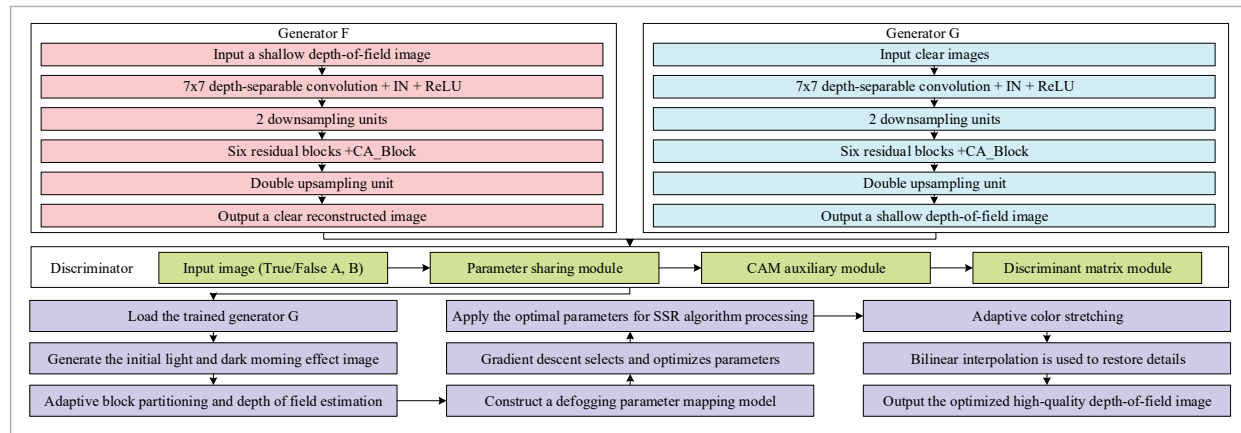 Generator F
Input a shallow depth-of-field image
7x7 depth-separable convolution + IN + ReLU
2 downsampling units
Six residual blocks +CA_Block
Double upsampling unit
Output a clear reconstructed image
Generator G
Input clear images
7x7 depth-separable convolution + IN + ReLU
2 downsampling units
Six residual blocks +CA_Block
Double upsampling unit
Output a shallow depth-of-field image
Discriminator
Input image (True/False A, B)
Parameter sharing module
CAM auxiliary module
Discriminant matrix module
Load the trained generator G
Generate the initial light and dark morning effect image
Adaptive block partitioning and depth of field estimation
Construct a defogging parameter mapping model
Gradient descent selects and optimizes parameters
Apply the optimal parameters for SSR algorithm processing
Adaptive color stretching
Bilinear interpolation is used to restore details
Output the optimized high-quality depth-of-field image